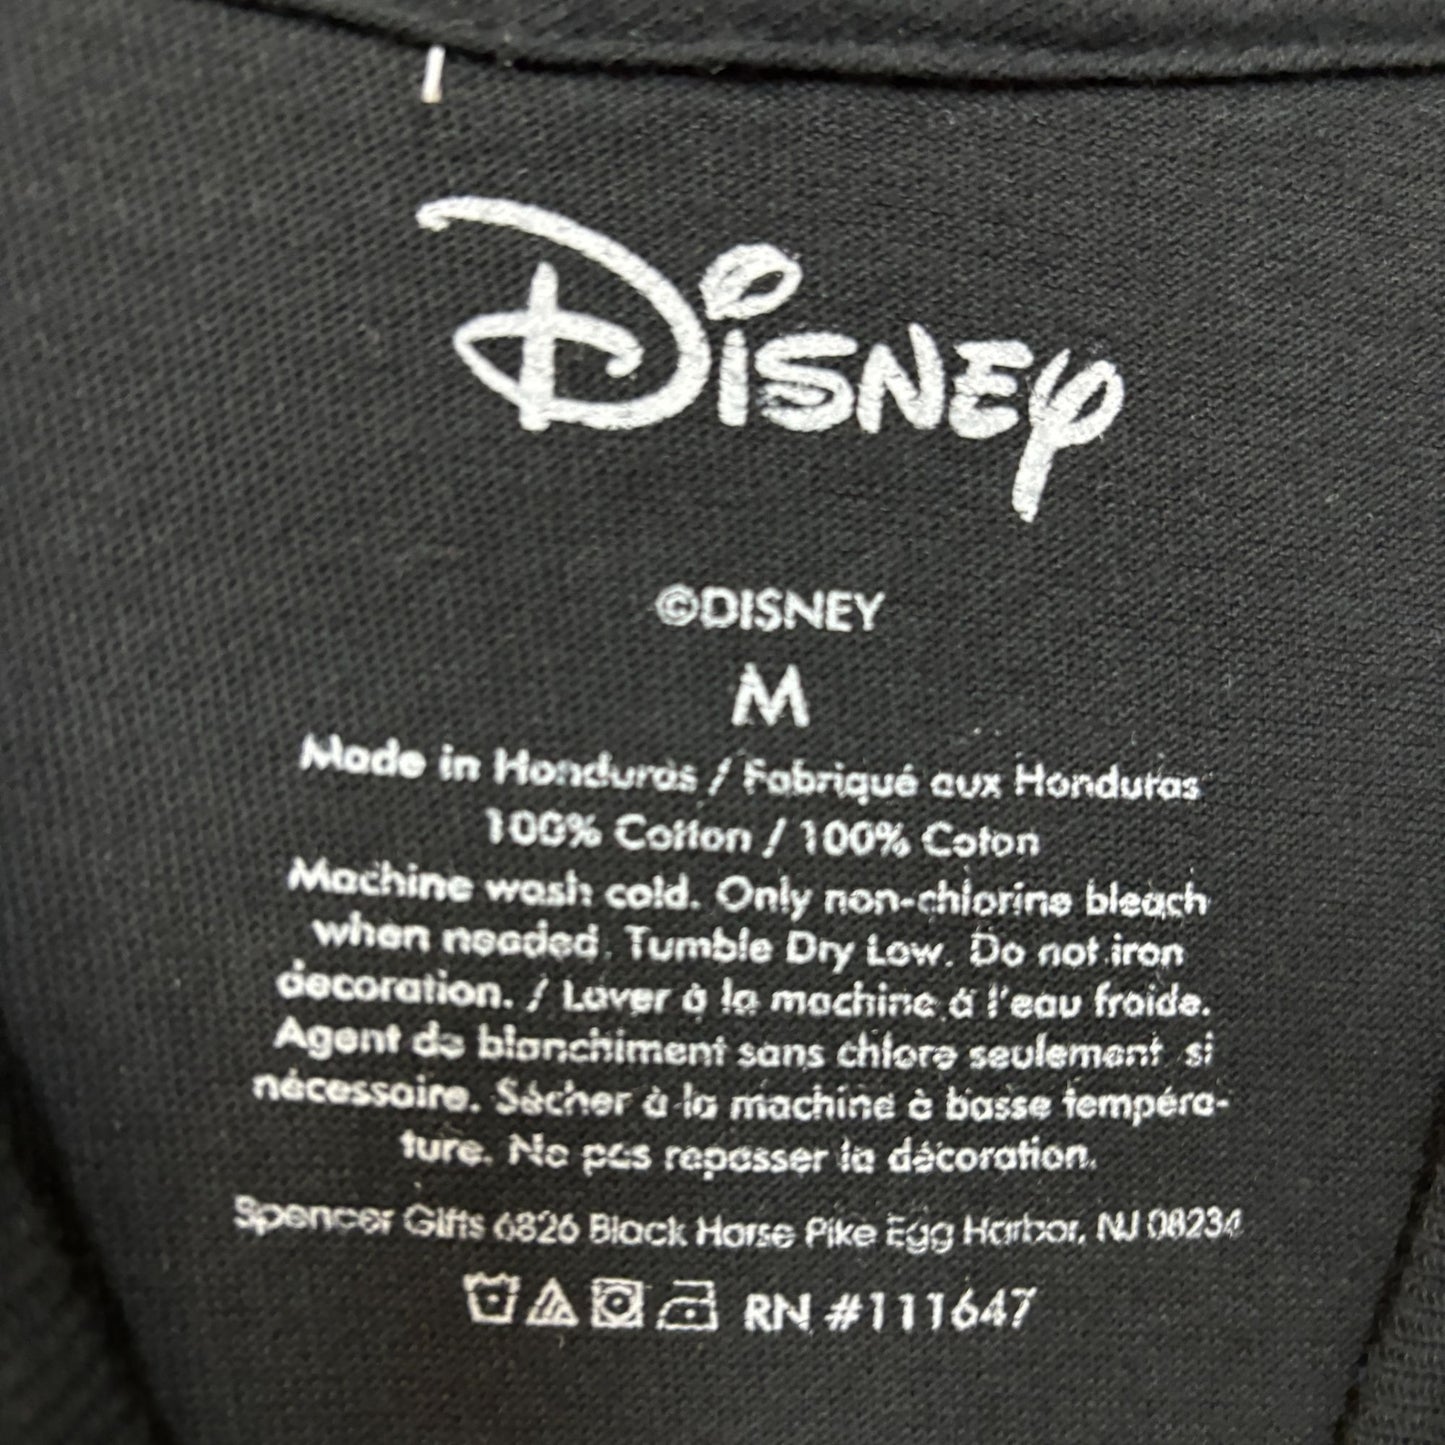 Disney
©DISNEY
M
Made in Honduras / Fabriqué aux Honduras
100% Cotton / 100% Coton
Machine wash cold. Only non-chlorine bleach
when needed. Tumble Dry Low. Do not iron
decoration. / Laver à la machine à l'eau froide.
Agent de blanchiment sans chlore seulement si
nécessaire. Sécher à la machine à basse tempéra-
ture. Ne pas repasser la décoration.
Spencer Gifts 6826 Black Horse Pike Egg Harbor, NJ 08234
RN #111647